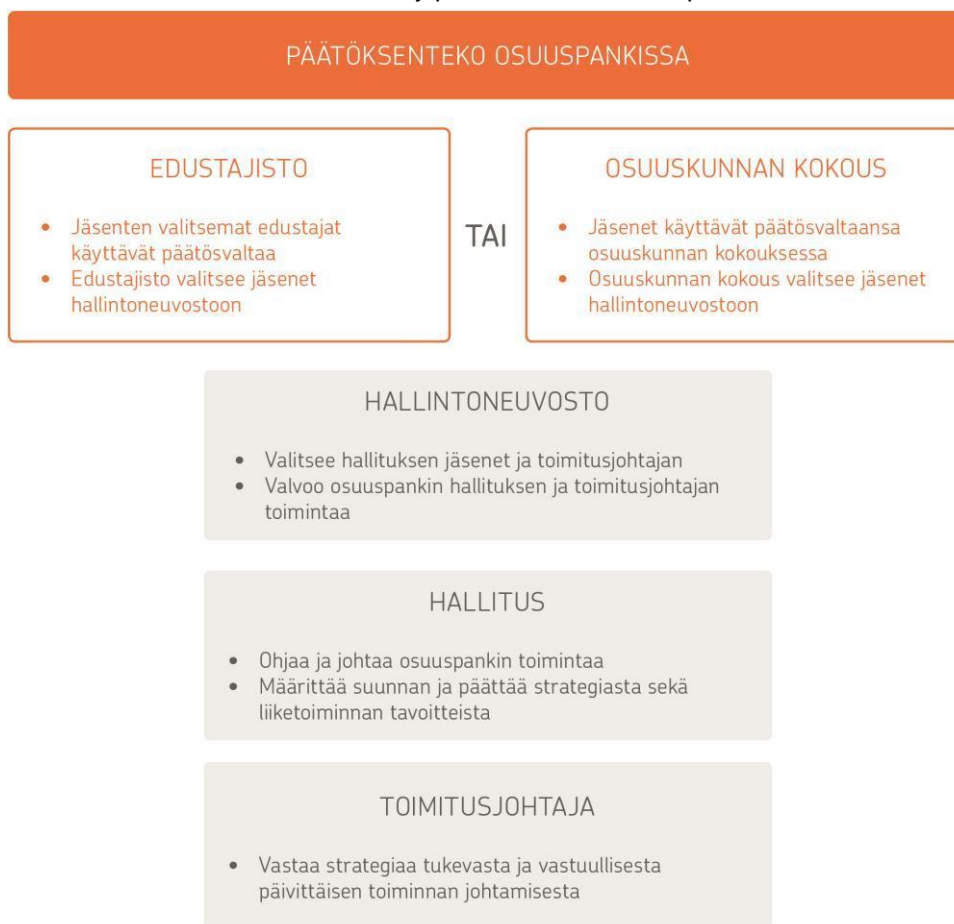 PÄÄTÖKSENTEKO OSUUSPANKISSA
EDUSTAJISTO
• Jäsenten valitsemat edustajat
käyttävät päätösvaltaa
• Edustajisto valitsee jäsenet
hallintoneuvostoon
TAI
OSUUSKUNNAN KOKOUS
• Jäsenet käyttävät päätösvaltaansa
osuuskunnan kokouksessa
• Osuuskunnan kokous valitsee jäsenet
hallintoneuvostoon
HALLINTONEUVOSTO
• Valitsee hallituksen jäsenet ja toimitusjohtajan
• Valvoo osuuspankin hallituksen ja toimitusjohtajan
toimintaa
HALLITUS
• Ohjaa ja johtaa osuuspankin toimintaa
• Määrittää suunnan ja päättää strategiasta sekä
liiketoiminnan tavoitteista
TOIMITUSJOHTAJA
• Vastaa strategiaa tukevasta ja vastuullisesta
päivittäisen toiminnan johtamisesta